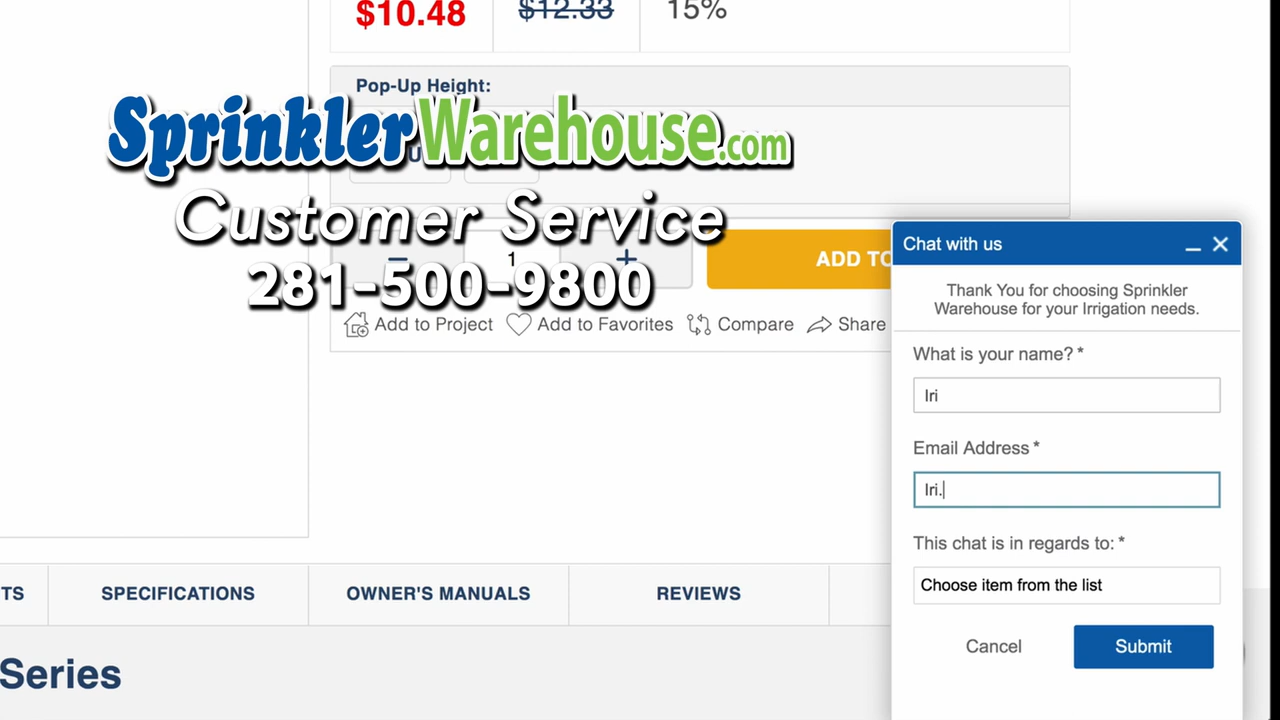 $10.48 $12.33 15%
Pop-Up Height:
SprinklerWarehouse.com
Customer Service
281-500-9800
− 1 +
ADD TO
Add to Project Add to Favorites Compare Share
Chat with us
Thank You for choosing Sprinkler
Warehouse for your Irrigation needs.
What is your name? *
Iri
Email Address *
Iri.
This chat is in regards to: *
Choose item from the list
Cancel Submit
TS SPECIFICATIONS OWNER'S MANUALS REVIEWS
Series